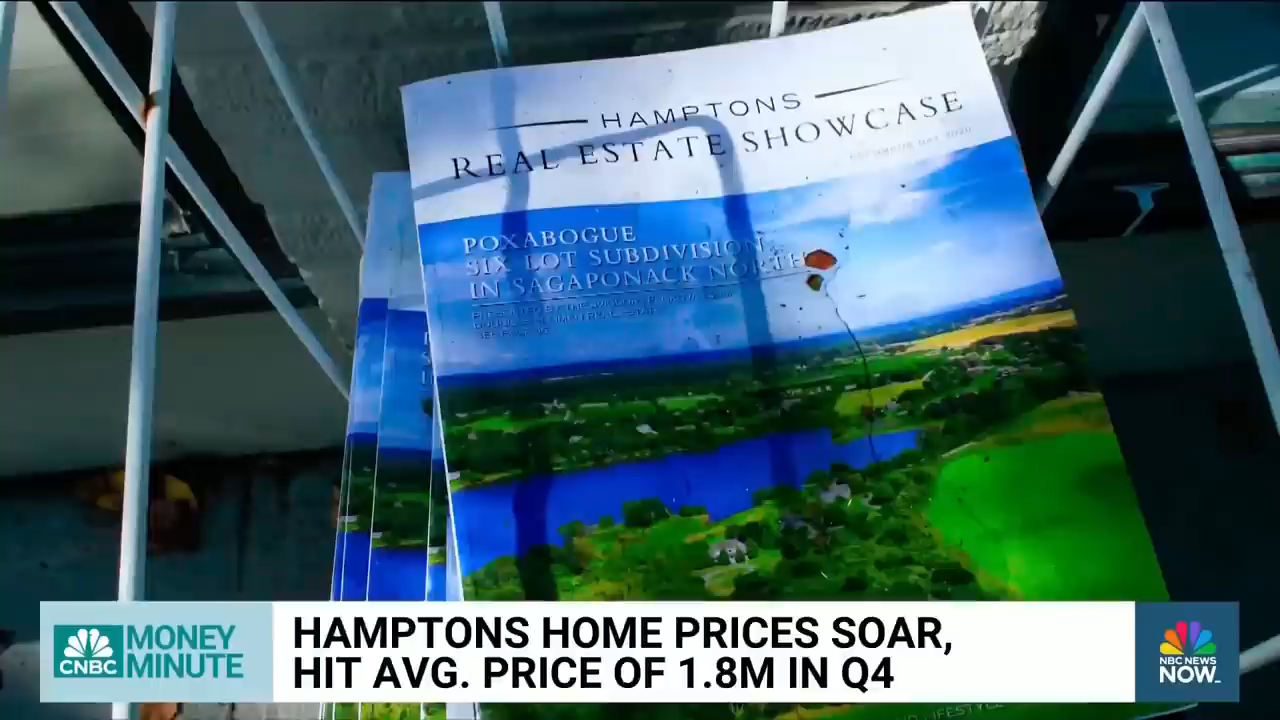 HAMPTONS
REAL ESTATE SHOWCASE
POXABOGUE
SIX LOT SUBDIVISION
IN SAGAPONACK NORTH
CNBC
MONEY
MINUTE
HAMPTONS HOME PRICES SOAR,
HIT AVG. PRICE OF 1.8M IN Q4
NBC NEWS
NOW
LIFESTYLE